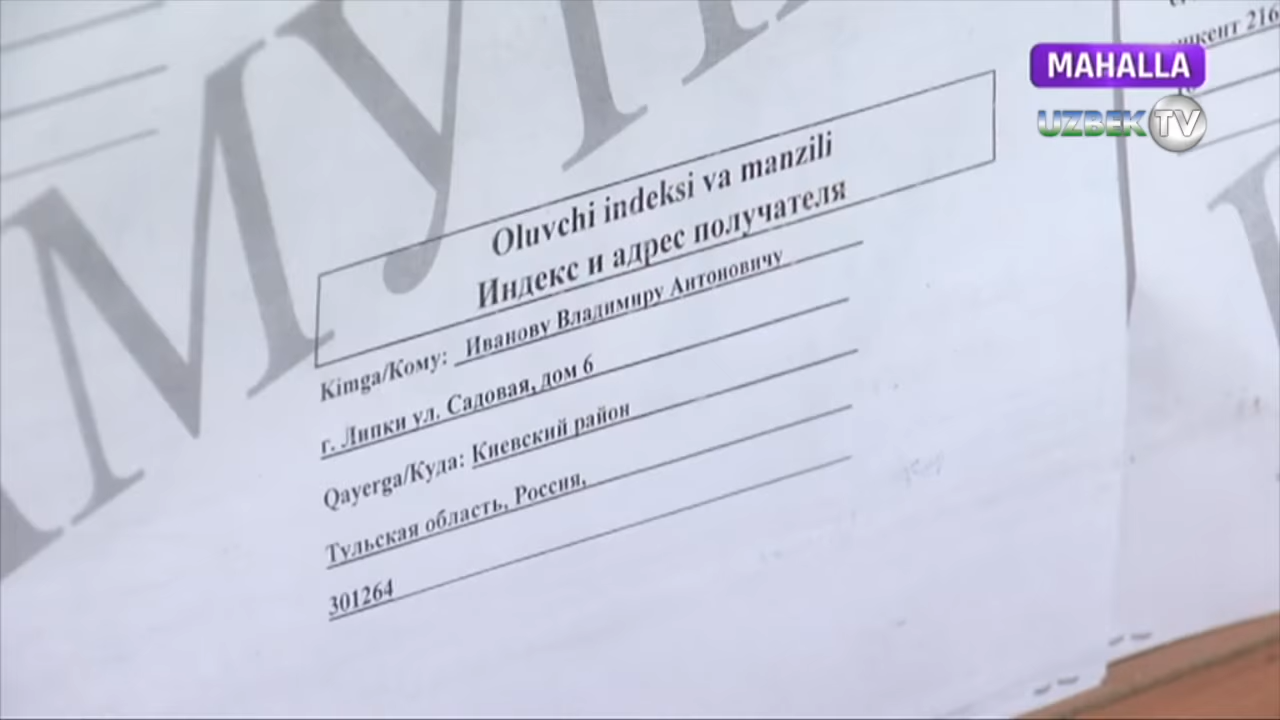 MAHALLA
UZBEK TV
216
Oluvchi indeksi va manzili
Индекс и адрес получателя
Kimga/Кому: Иванову Владимиру Антоновичу
г. Липки ул. Садовая, дом 6
Qayerga/Куда: Киевский район
Тульская область, Россия,
301264